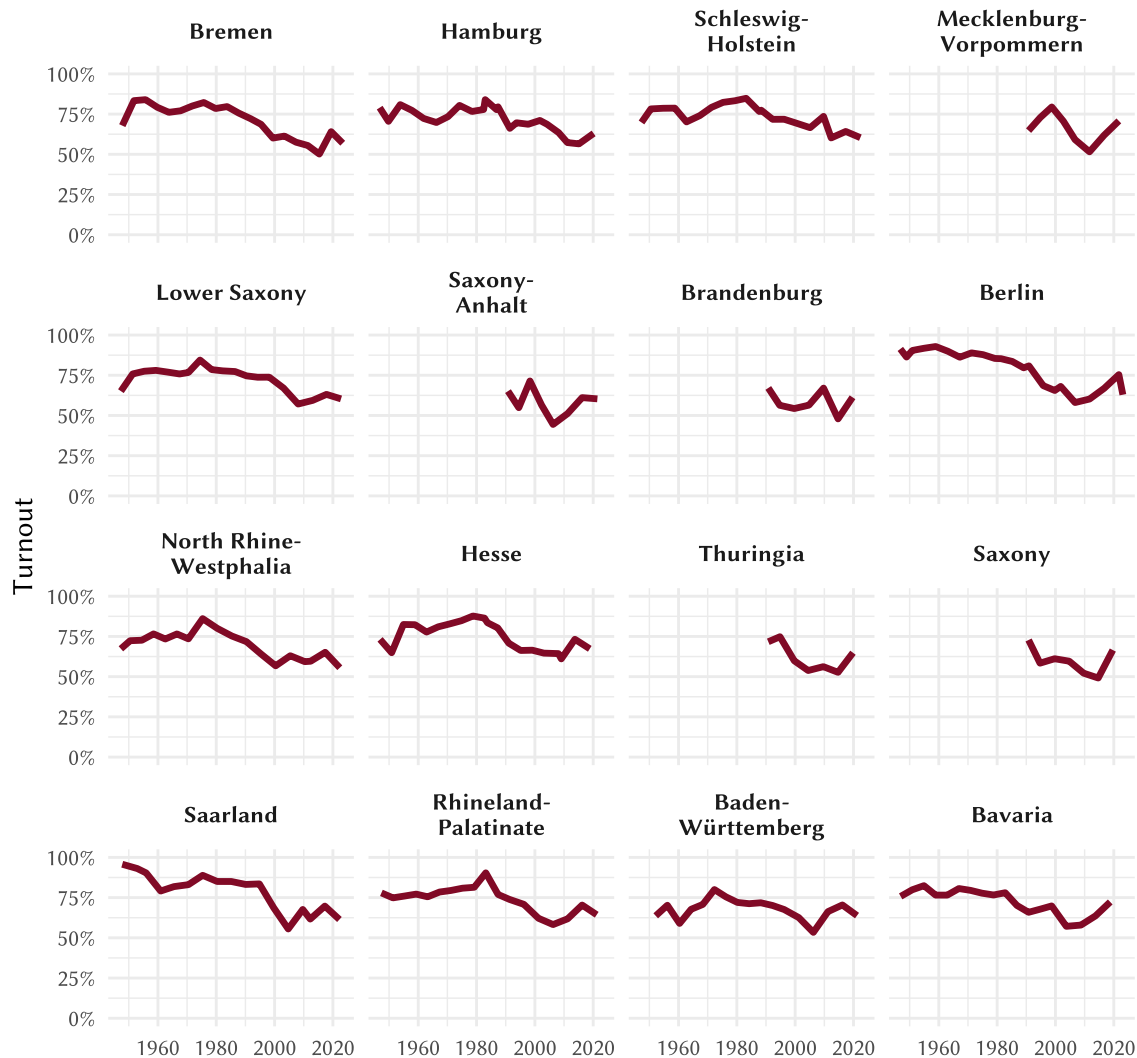 Bremen
Hamburg
Schleswig-
Holstein
Mecklenburg-
Vorpommern
100%
75%
50%
25%
0%
Lower Saxony
Saxony-
Anhalt
Brandenburg
Berlin
100%
75%
50%
25%
0%
Turnout
North Rhine-
Westphalia
Hesse
Thuringia
Saxony
100%
75%
50%
25%
0%
Saarland
Rhineland-
Palatinate
Baden-
Württemberg
Bavaria
100%
75%
50%
25%
0%
1960 1980 2000 2020
1960 1980 2000 2020
1960 1980 2000 2020
1960 1980 2000 2020